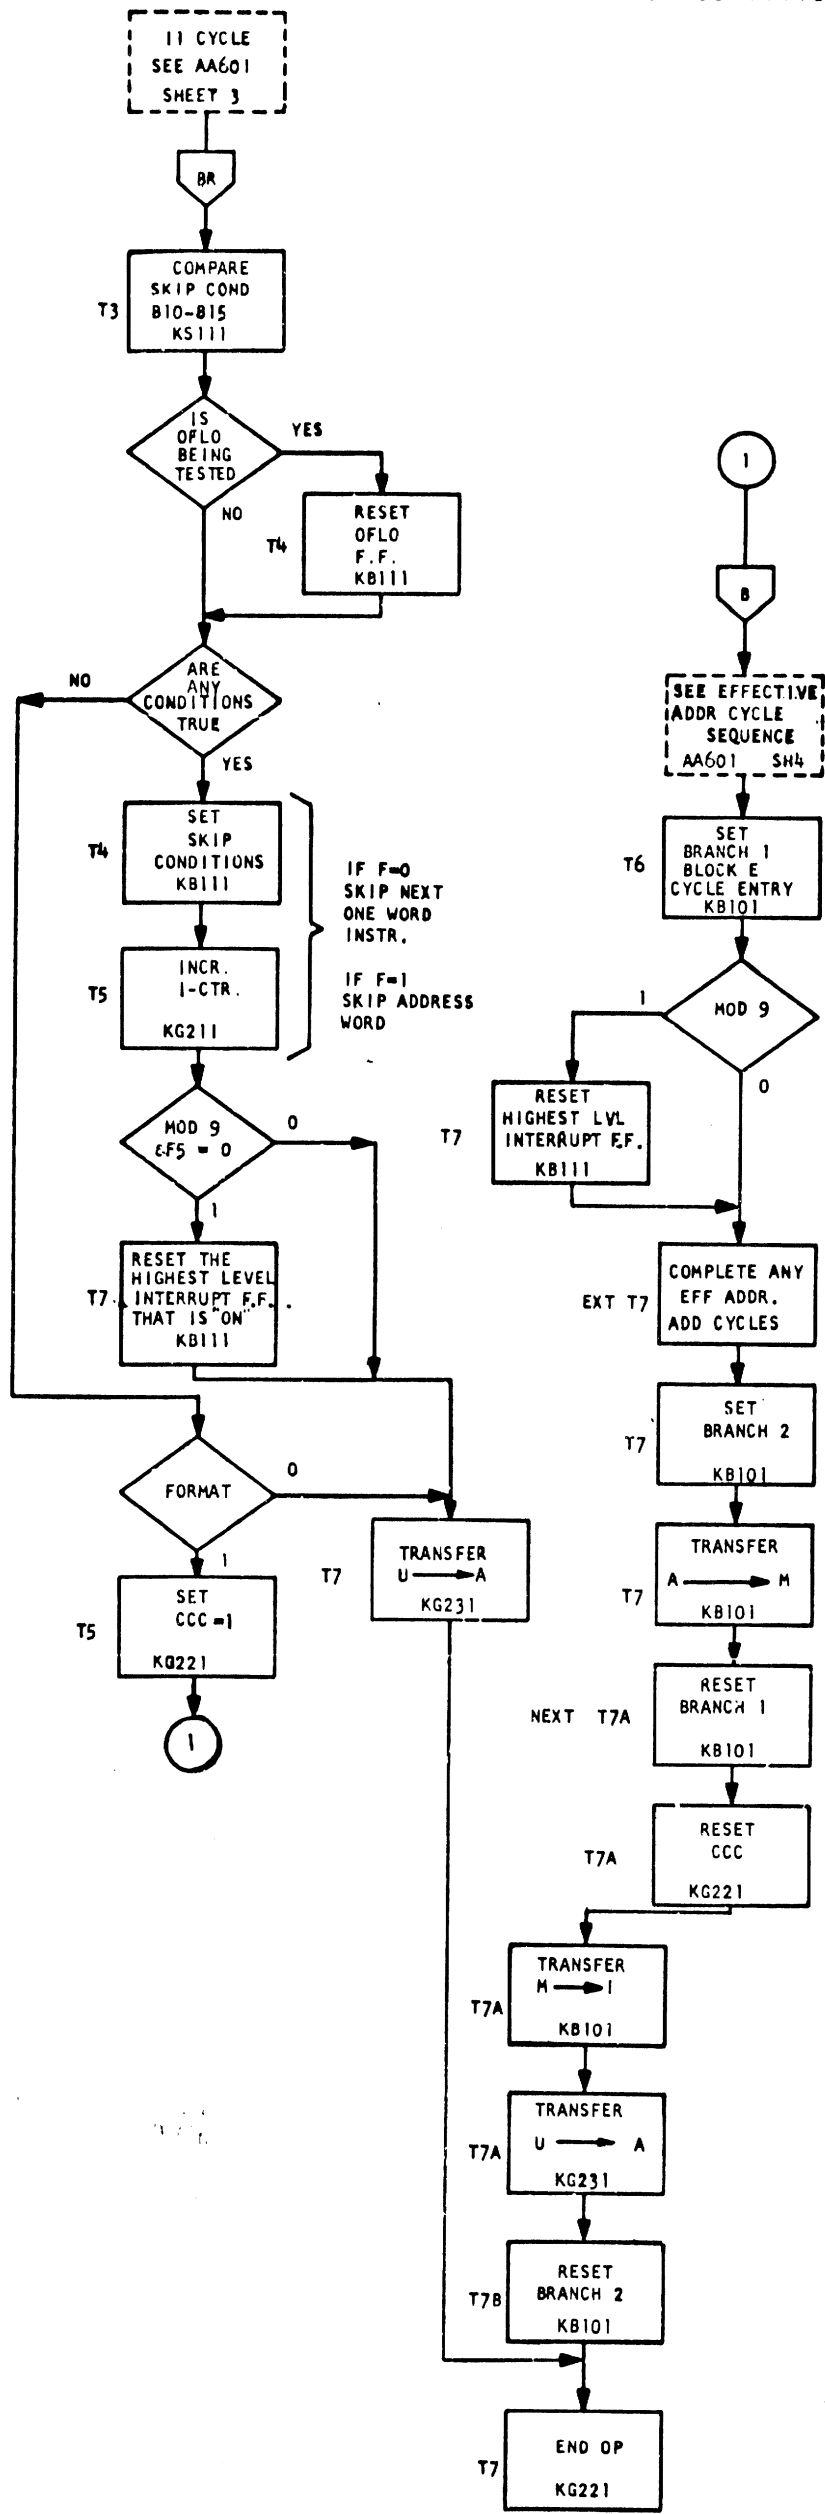 I1 CYCLE
SEE AA601
SHEET 3
BR
T3
COMPARE
SKIP COND
B10-B15
KS111
IS
OFLO
BEING
TESTED
YES
NO
T4
RESET
OFLO
F.F.
KB111
ARE
ANY
CONDITIONS
TRUE
NO
YES
T4
SET
SKIP
CONDITIONS
KB111
T5
INCR.
I-CTR.
KG211
IF F=0
SKIP NEXT
ONE WORD
INSTR.
IF F=1
SKIP ADDRESS
WORD
MOD 9
&F5 = 0
0
1
T7
RESET THE
HIGHEST LEVEL
INTERRUPT F.F.
THAT IS "ON"
KB111
FORMAT
0
1
T5
SET
CCC=1
KG221
1
T7
TRANSFER
U → A
KG231
1
B
SEE EFFECTIVE
ADDR CYCLE
SEQUENCE
AA601 SH4
T6
SET
BRANCH 1
BLOCK E
CYCLE ENTRY
KB101
MOD 9
1
0
T7
RESET
HIGHEST LVL
INTERRUPT F.F.
KB111
EXT T7
COMPLETE ANY
EFF ADDR.
ADD CYCLES
T7
SET
BRANCH 2
KB101
T7
TRANSFER
A → M
KB101
NEXT T7A
RESET
BRANCH 1
KB101
T7A
RESET
CCC
KG221
T7A
TRANSFER
M → I
KB101
T7A
TRANSFER
U → A
KG231
T7B
RESET
BRANCH 2
KB101
T7
END OP
KG221